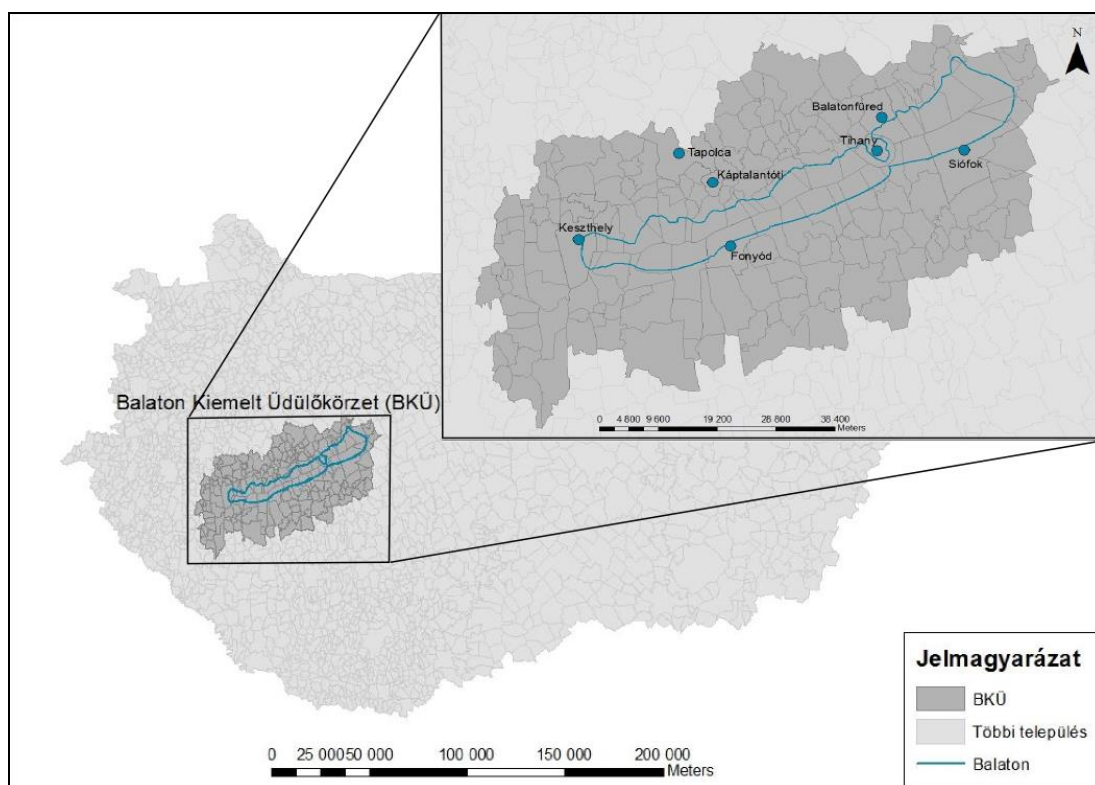 N
Balatonfüred
Tihany
Tapolca
Siófok
Káptalantóti
Keszthely
Fonyód
0 4 800 9 600 19 200 28 800 38 400
Meters
Balaton Kiemelt Üdülőkörzet (BKÜ)
Jelmagyarázat
BKÜ
Többi település
Balaton
0 25 000 50 000 100 000 150 000 200 000
Meters